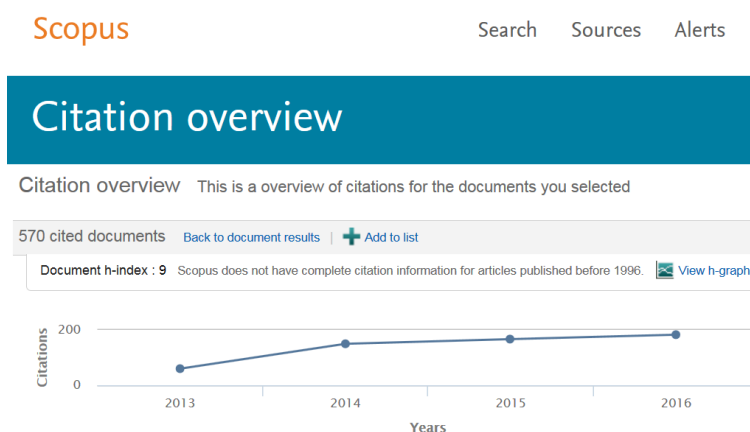 Scopus Search Sources Alerts
Citation overview
Citation overview This is a overview of citations for the documents you selected
570 cited documents Back to document results | Add to list
Document h-index : 9 Scopus does not have complete citation information for articles published before 1996. View h-graph
200
Citations
0
2013 2014 2015 2016
Years